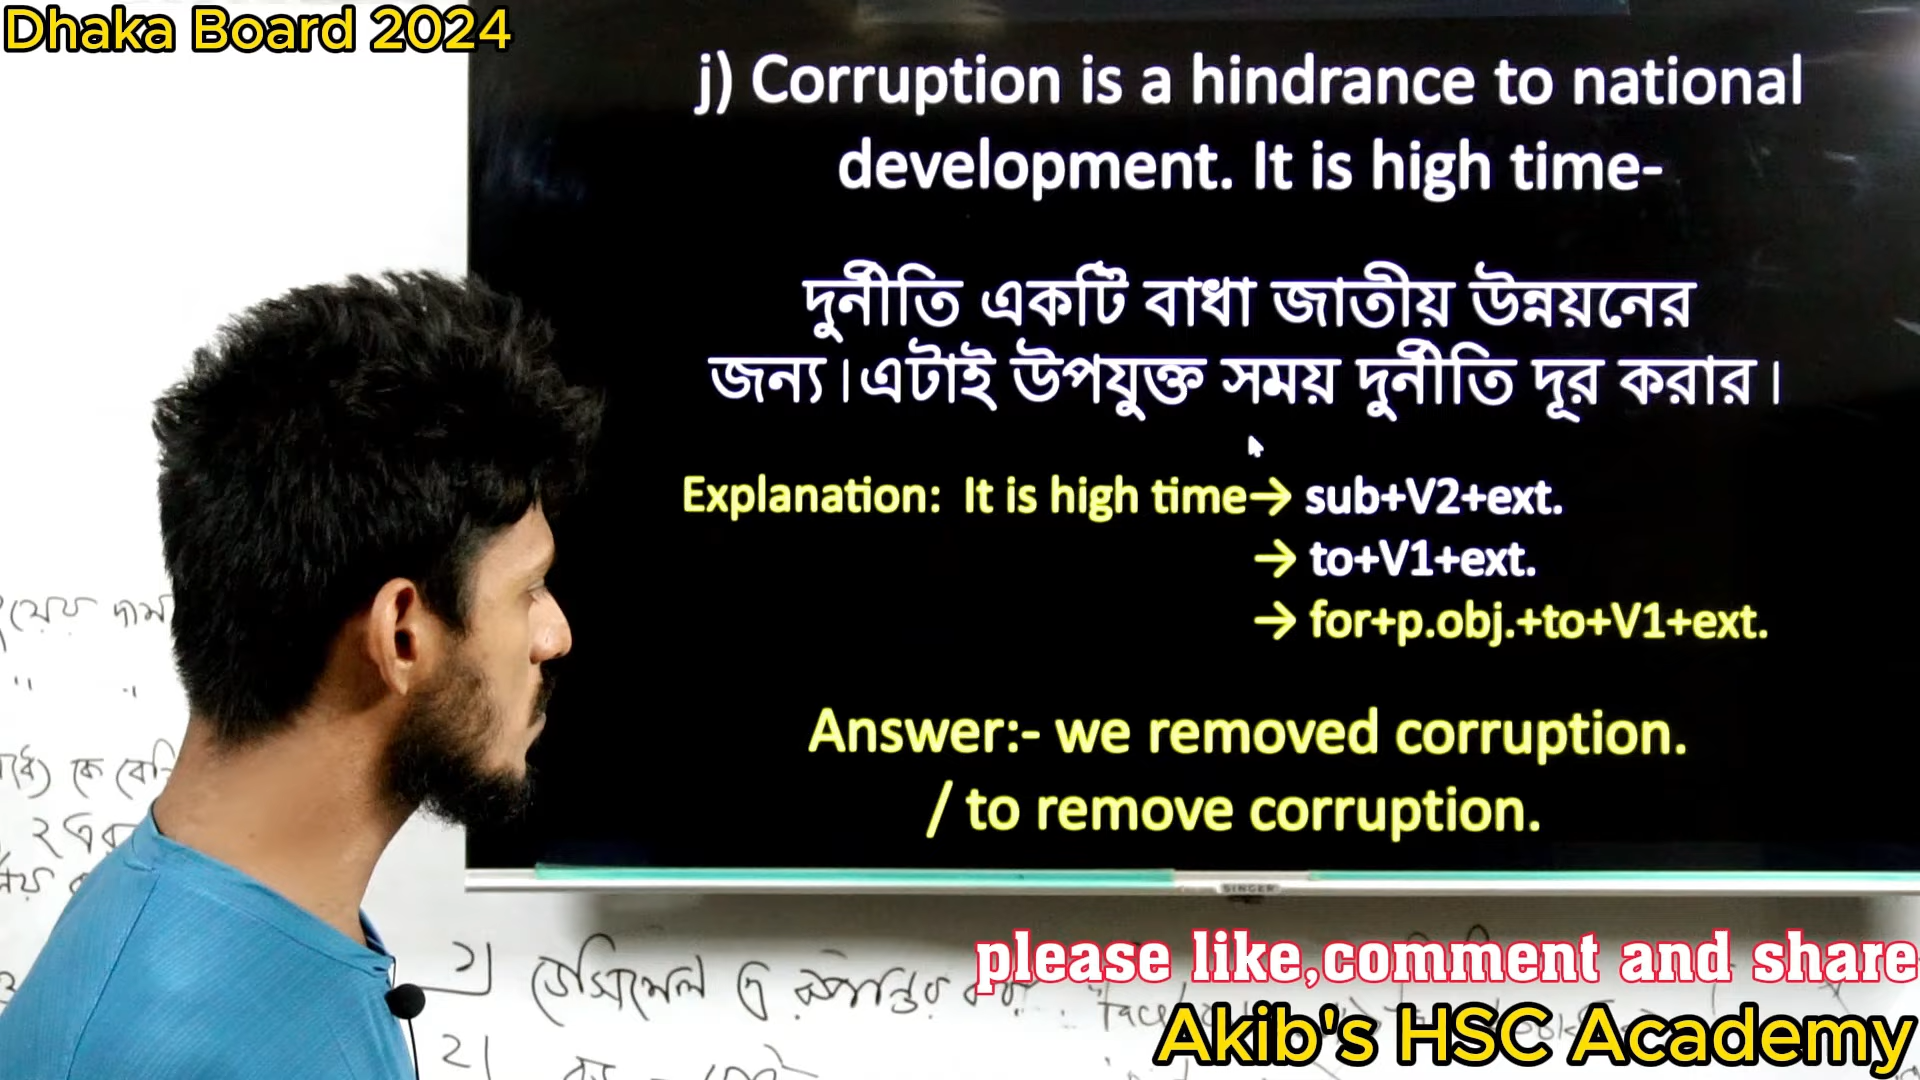 Dhaka Board 2024
j) Corruption is a hindrance to national
development. It is high time-
দুর্নীতি একটি বাধা জাতীয় উন্নয়নের
জন্য।এটাই উপযুক্ত সময় দুর্নীতি দূর করার।
Explanation: It is high time→ sub+V2+ext.
→ to+V1+ext.
→ for+p.obj.+to+V1+ext.
Answer:- we removed corruption.
/ to remove corruption.
SINGER
please like,comment and share
Akib's HSC Academy